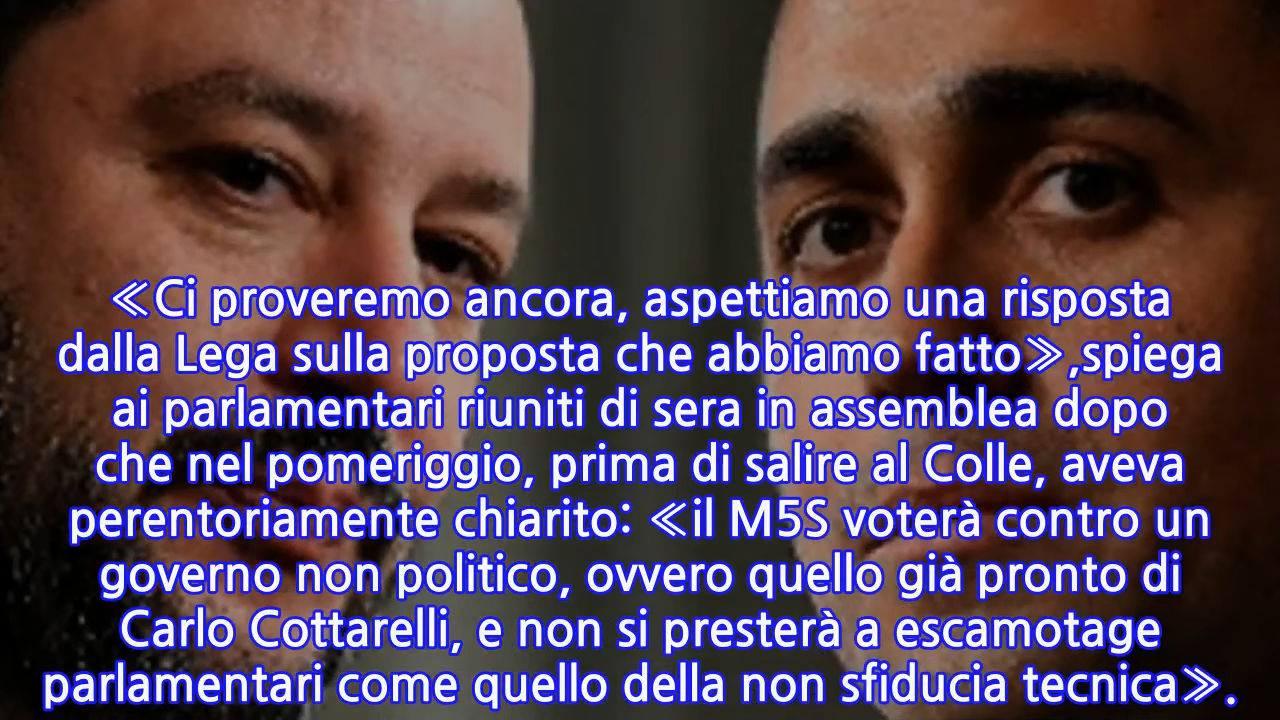 ≪Ci proveremo ancora, aspettiamo una risposta
dalla Lega sulla proposta che abbiamo fatto≫,spiega
ai parlamentari riuniti di sera in assemblea dopo
che nel pomeriggio, prima di salire al Colle, aveva
perentoriamente chiarito: ≪il M5S voterà contro un
governo non politico, ovvero quello già pronto di
Carlo Cottarelli, e non si presterà a escamotage
parlamentari come quello della non sfiducia tecnica≫.